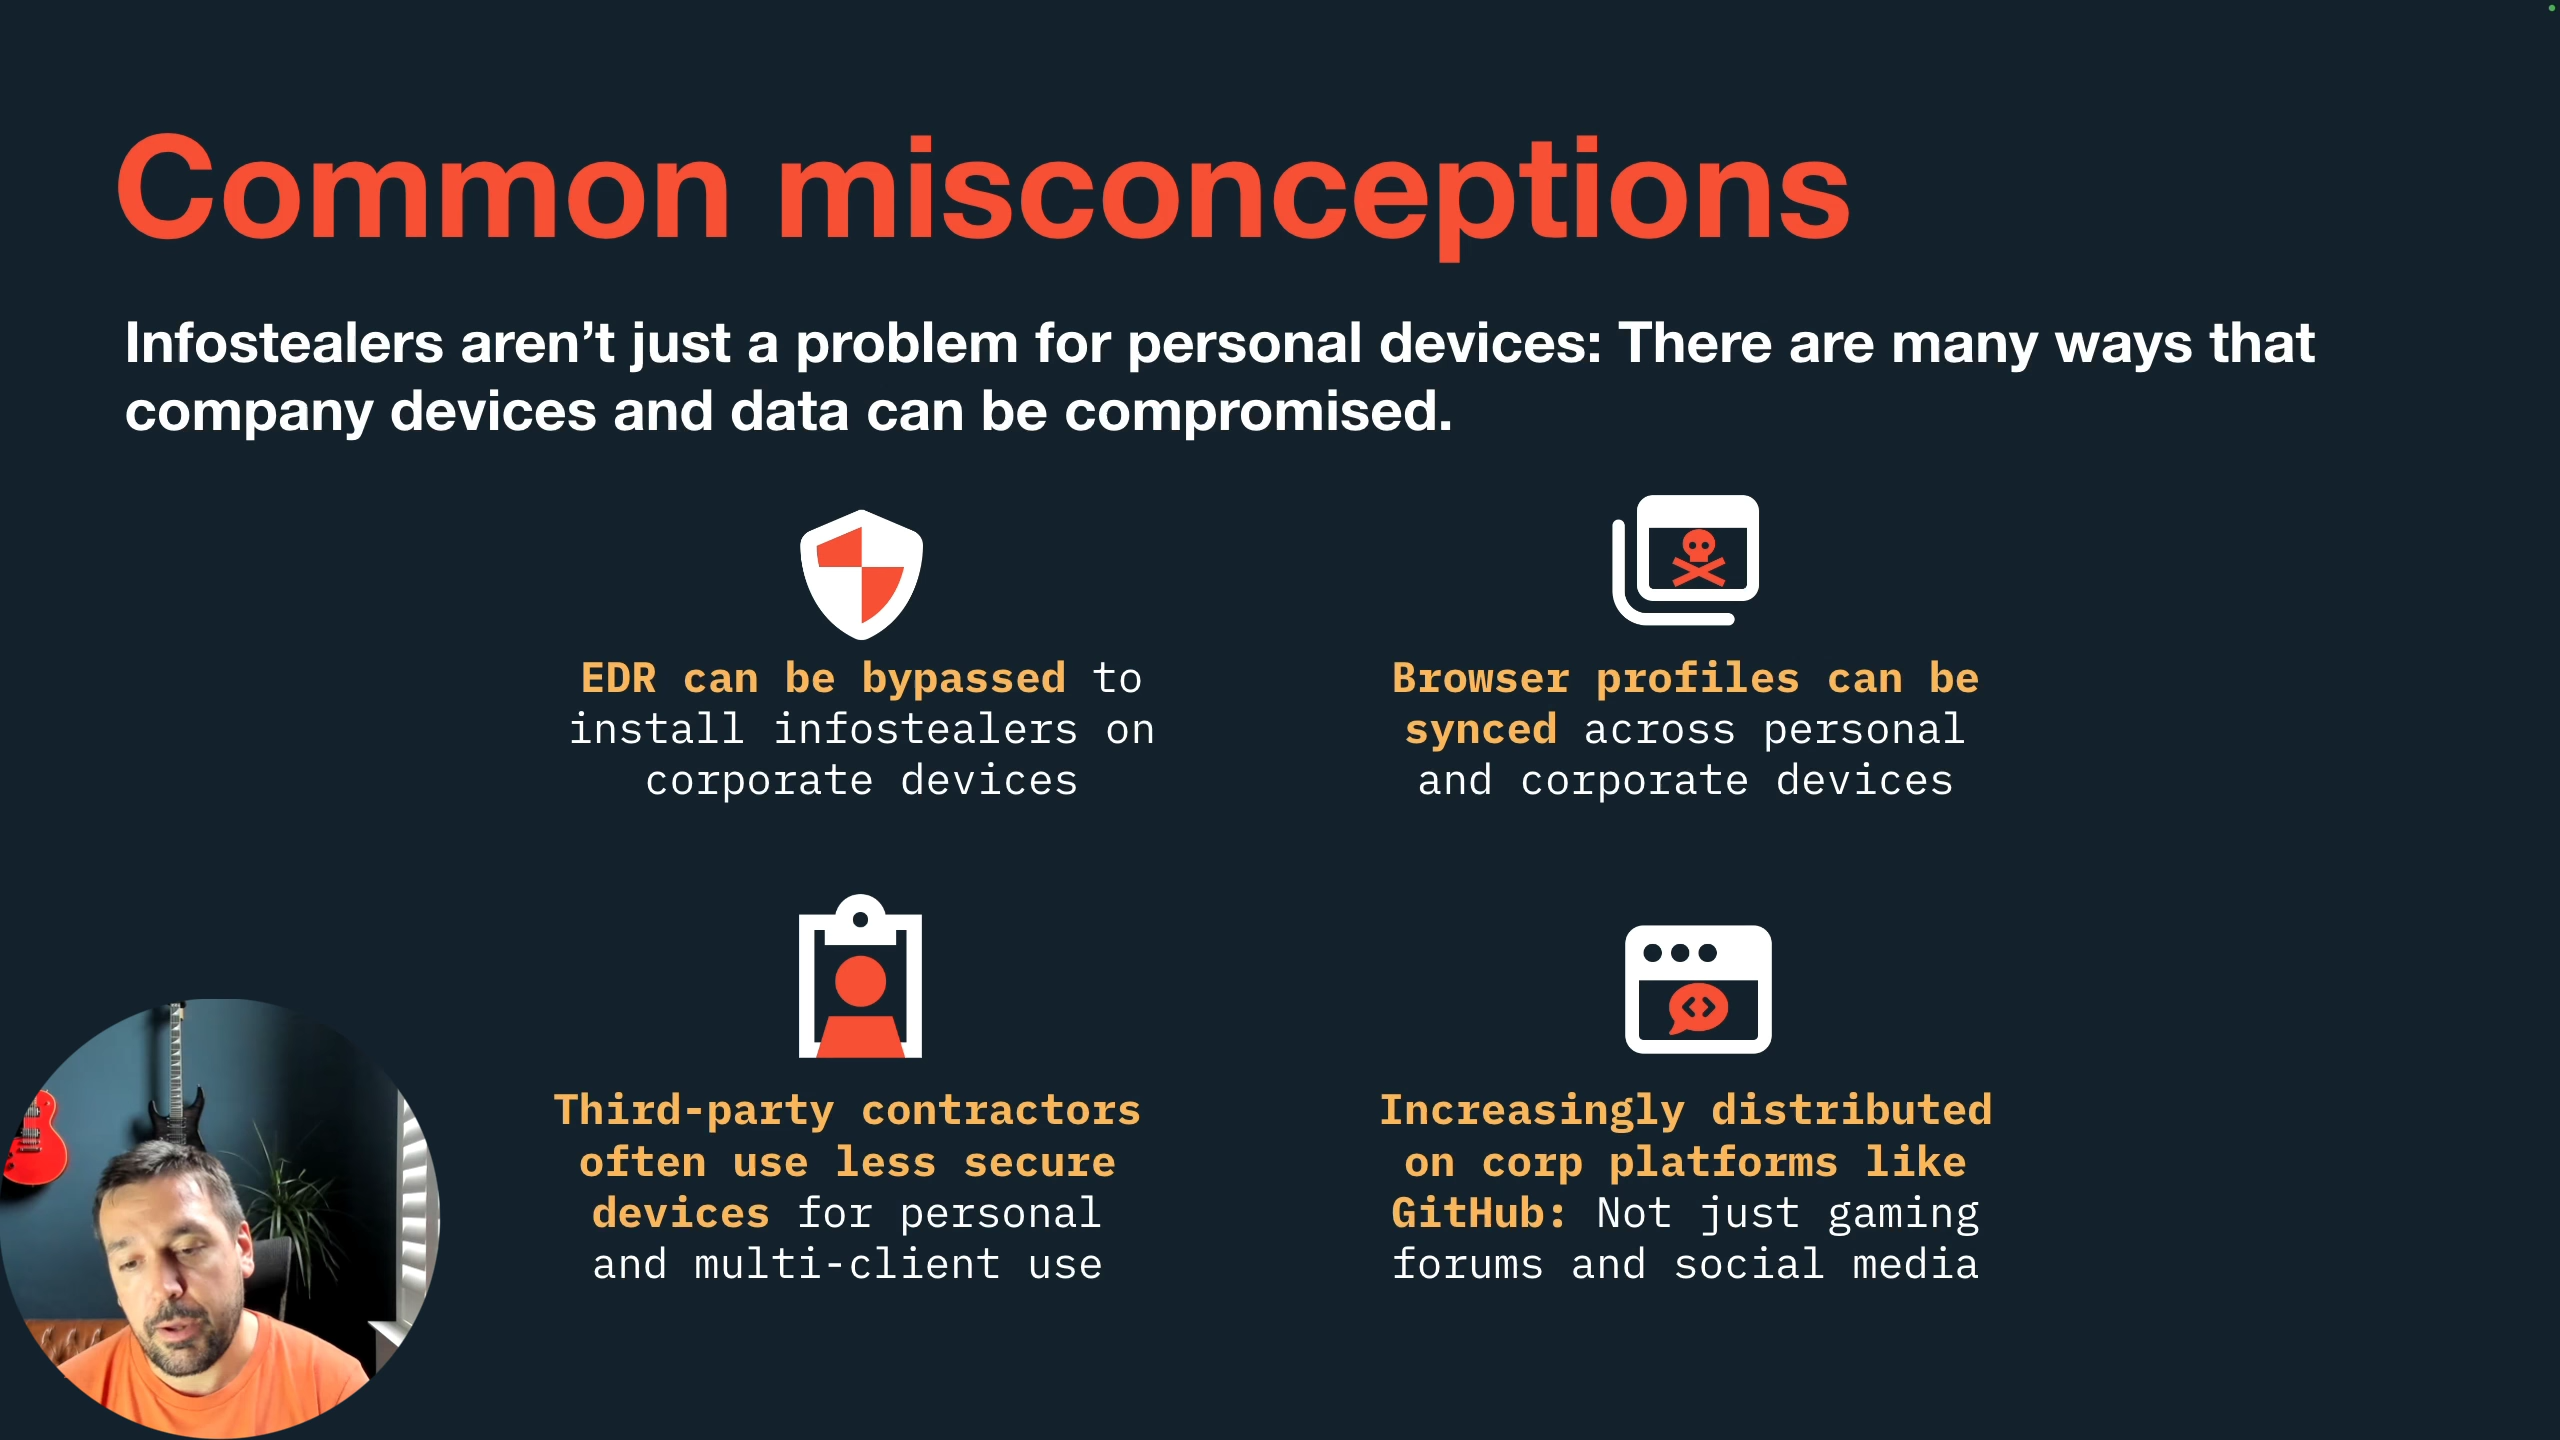 Common misconceptions
Infostealers aren’t just a problem for personal devices: There are many ways that
company devices and data can be compromised.
EDR can be bypassed to
install infostealers on
corporate devices
Browser profiles can be
synced across personal
and corporate devices
Third-party contractors
often use less secure
devices for personal
and multi-client use
Increasingly distributed
on corp platforms like
GitHub: Not just gaming
forums and social media